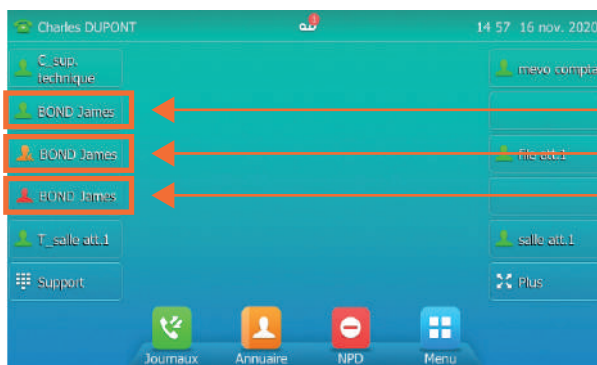 Charles DUPONT
1
14 57 16 nov. 2020
C_sup.
technique
mevo compta
BOND James
BOND James
file att.1
BOND James
T_salle att.1
salle att.1
Support
Plus
Journaux
Annuaire
NPD
Menu